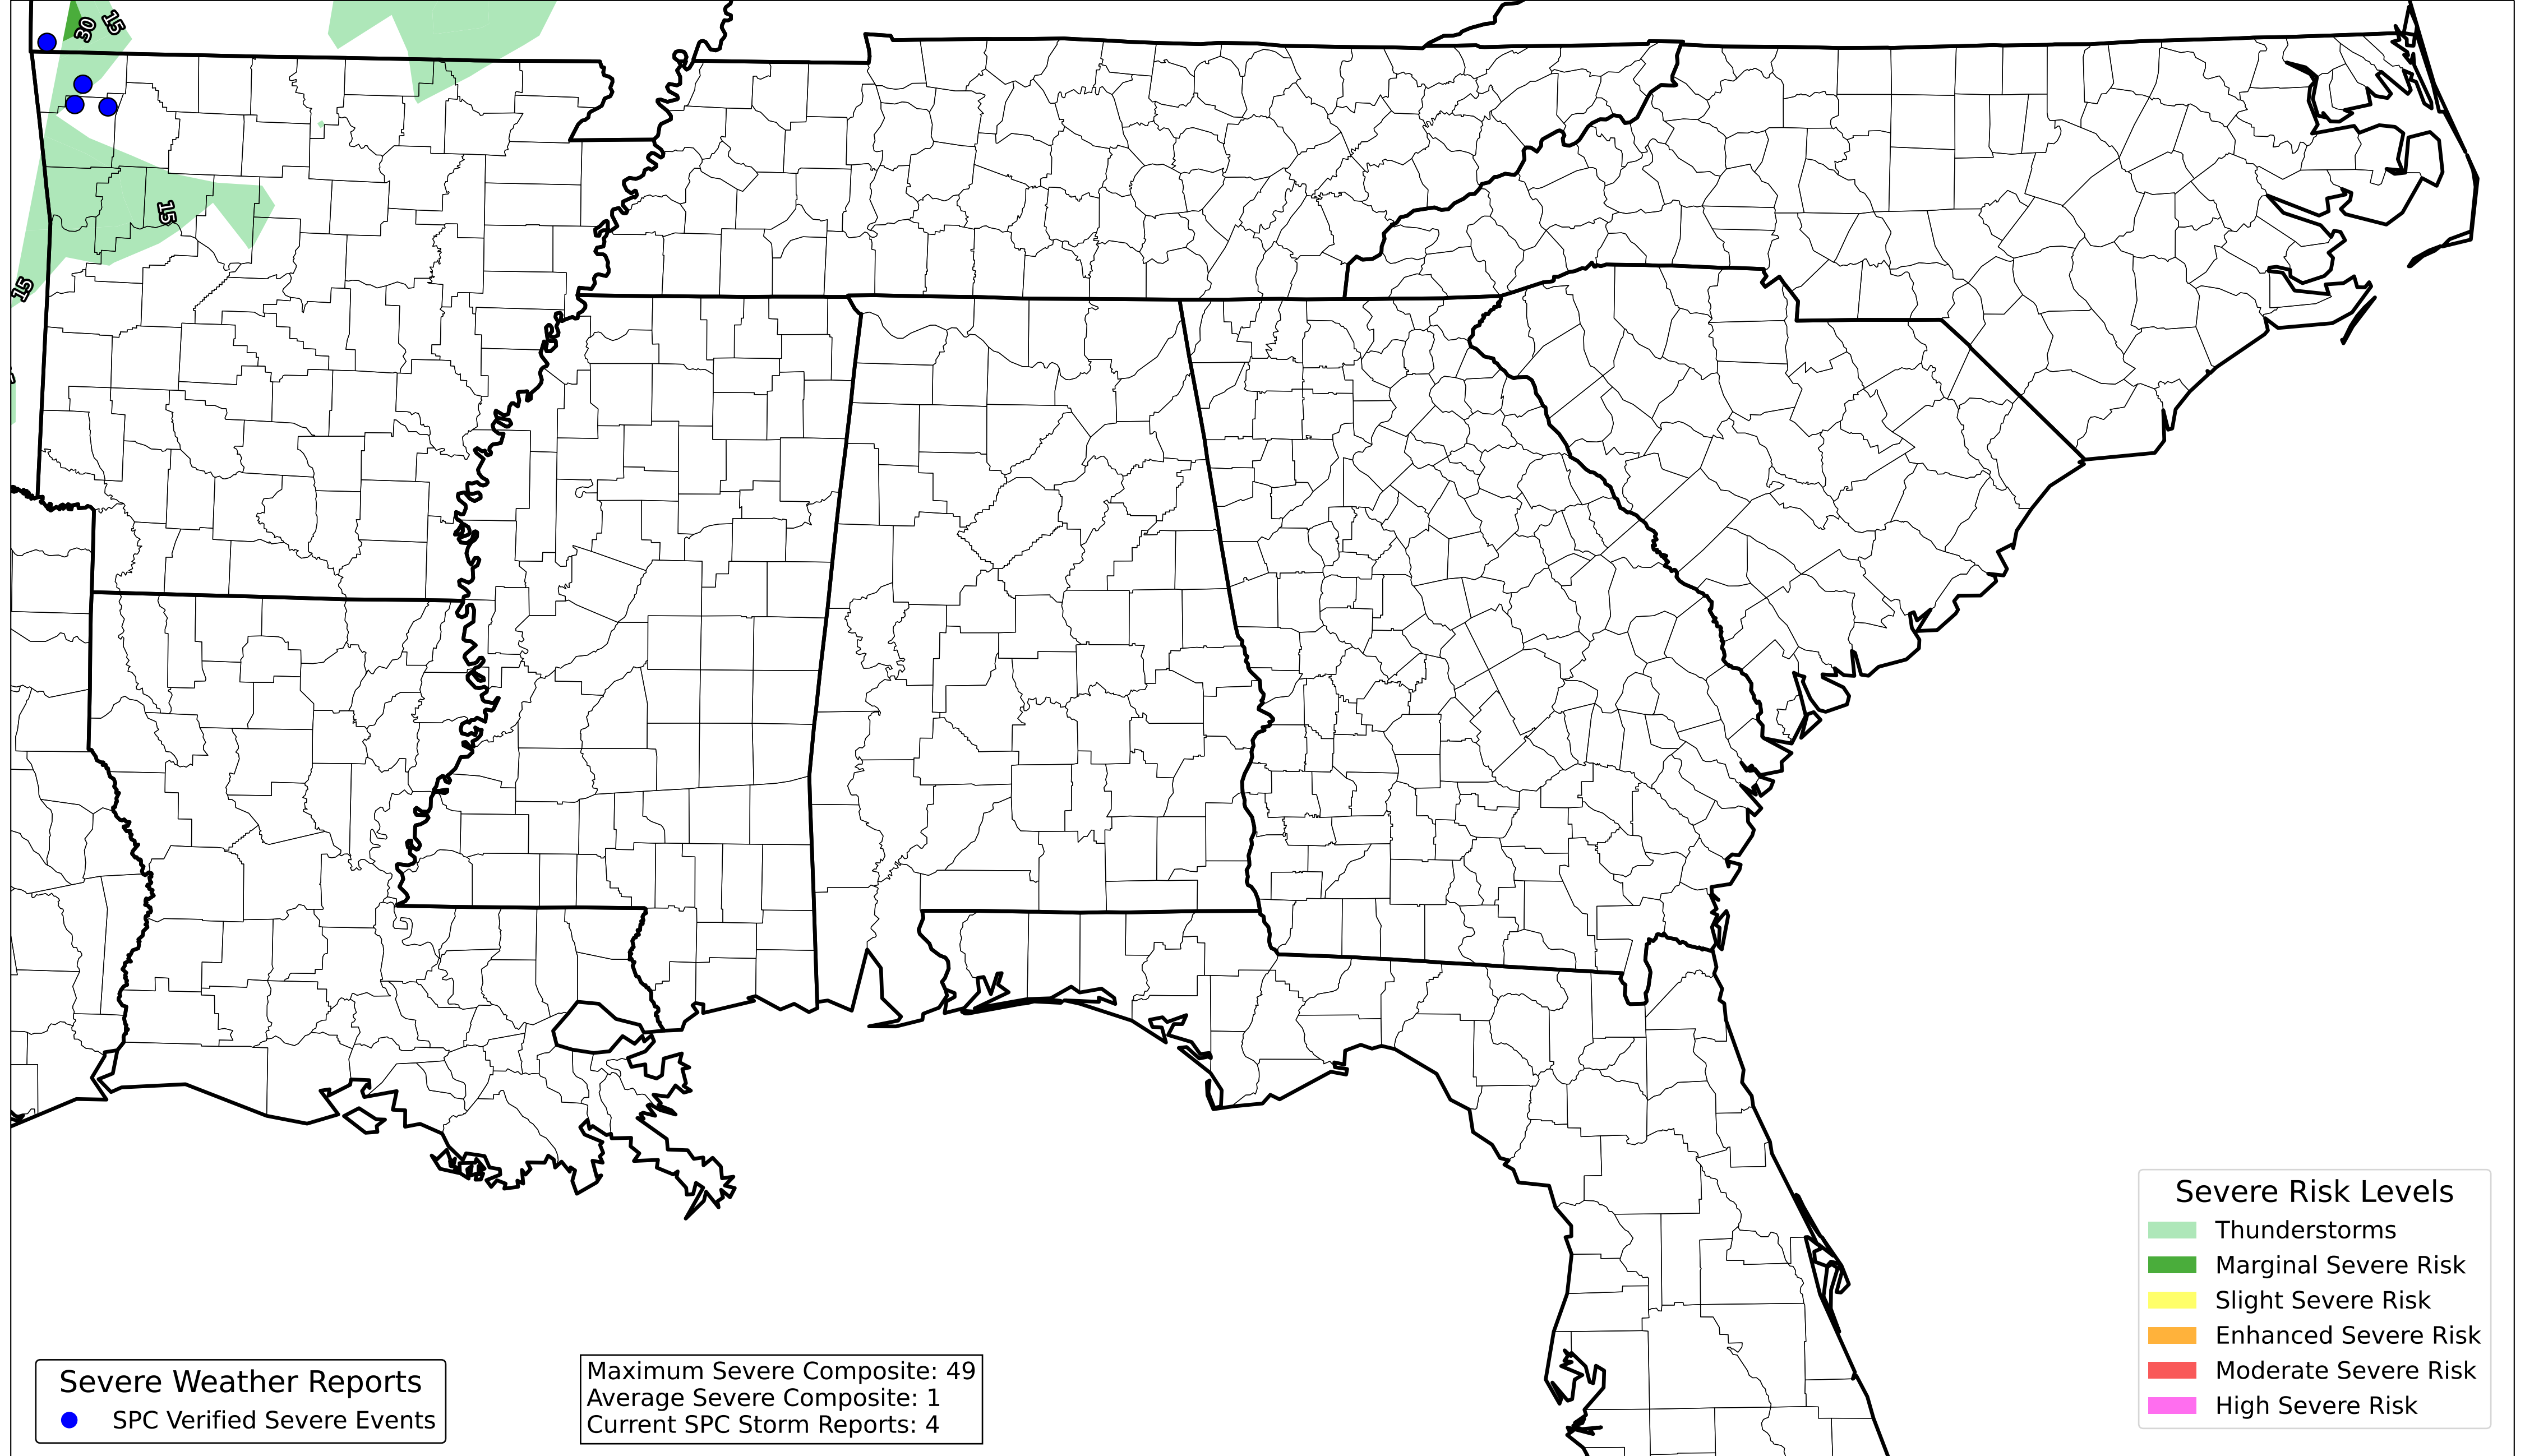 30
15
15
15
Severe Risk Levels
Thunderstorms
Marginal Severe Risk
Slight Severe Risk
Enhanced Severe Risk
Moderate Severe Risk
High Severe Risk
Severe Weather Reports
SPC Verified Severe Events
Maximum Severe Composite: 49
Average Severe Composite: 1
Current SPC Storm Reports: 4